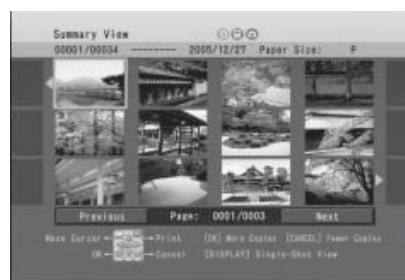 Summary View
00001/00034 -------- 2005/12/27 Paper Size: P
Previous Page: 0001/0003 Next
Move Cursor Print [OK] More Copies [CANCEL] Fewer Copies
OK Cancel [DISPLAY] Single-Shot View